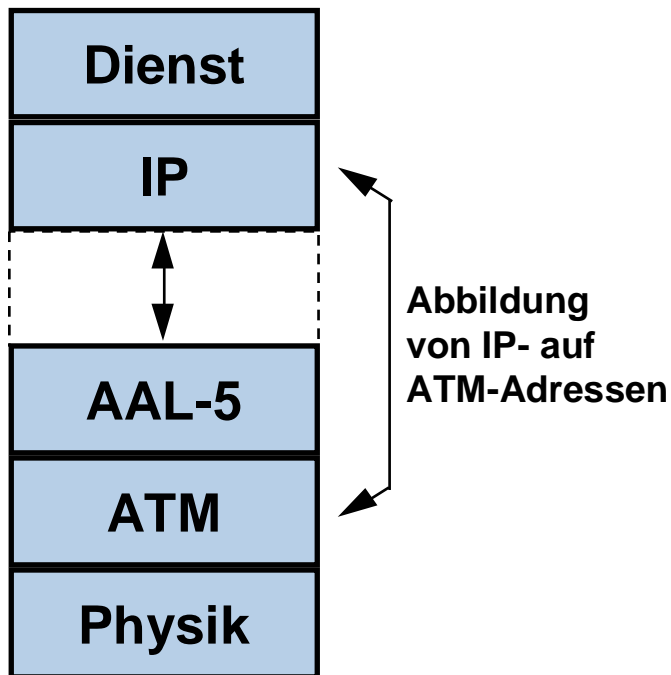 Dienst
IP
Abbildung
von IP- auf
ATM-Adressen
AAL-5
ATM
Physik